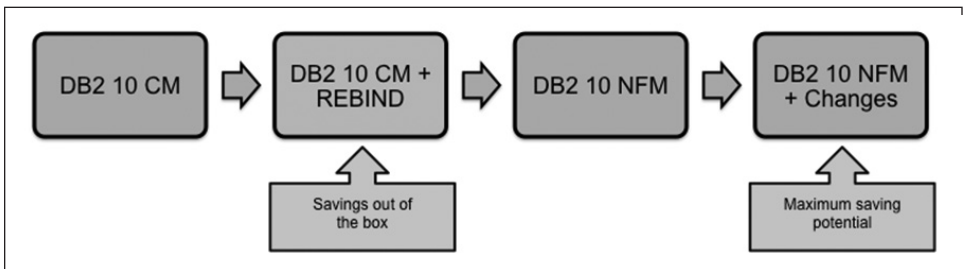 DB2 10 CM
DB2 10 CM +
REBIND
DB2 10 NFM
DB2 10 NFM
+ Changes
Savings out of
the box
Maximum saving
potential